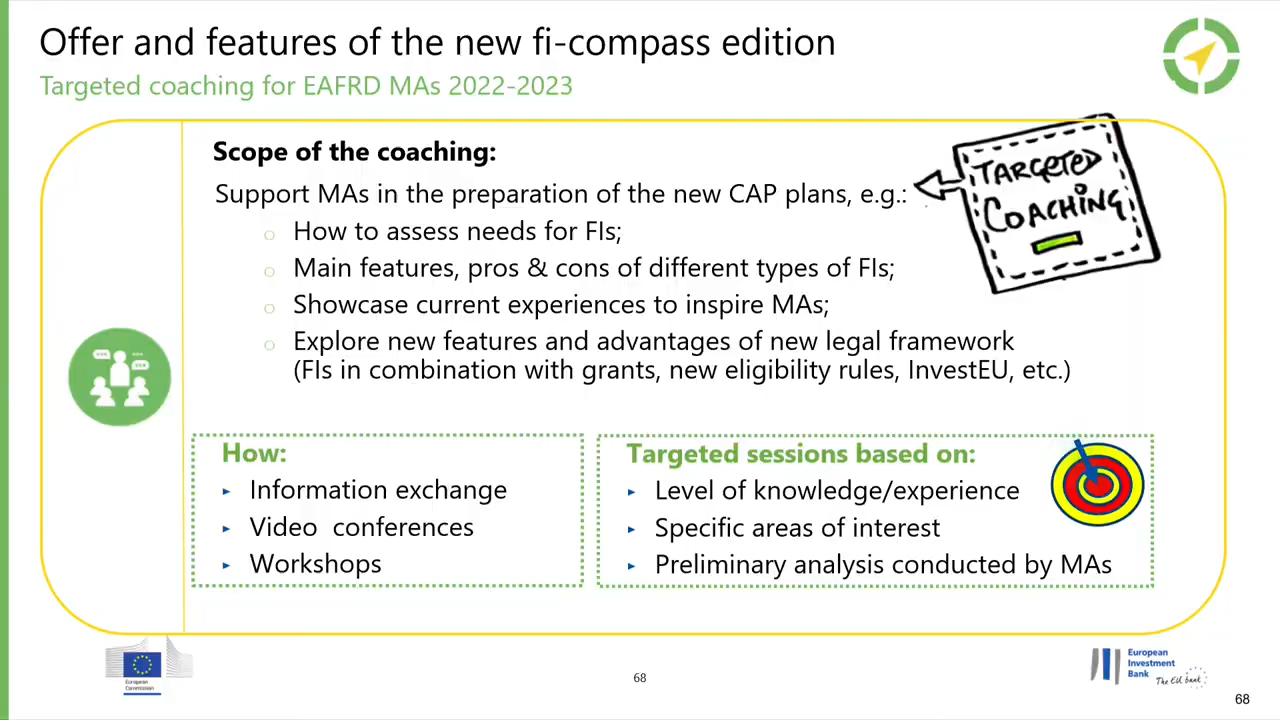 Offer and features of the new fi-compass edition
Targeted coaching for EAFRD MAs 2022-2023
Scope of the coaching:
Support MAs in the preparation of the new CAP plans, e.g.:
How to assess needs for FIs;
Main features, pros & cons of different types of FIs;
Showcase current experiences to inspire MAs;
Explore new features and advantages of new legal framework
(FIs in combination with grants, new eligibility rules, InvestEU, etc.)
TARGETED
COACHING
How:
Information exchange
Video conferences
Workshops
Targeted sessions based on:
Level of knowledge/experience
Specific areas of interest
Preliminary analysis conducted by MAs
European
Commission
68
European
Investment
Bank
The EU bank
68